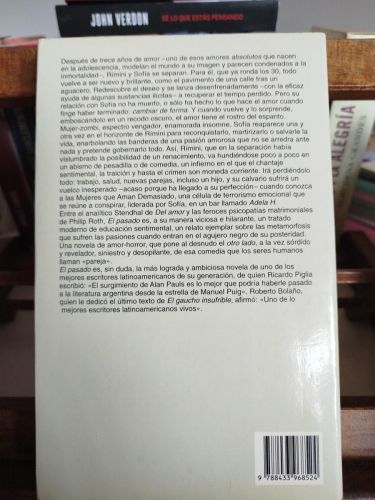 JOHN VERDON SÉ LO QUE ESTÁS PENSANDO
Después de trece años de amor –uno de esos amores absolutos que nacen
en la adolescencia, modelan el mundo a su imagen y parecen condenados a la
inmortalidad–, Rímini y Sofía se separan. Para él, que ya ronda los 30, todo
vuelve a ser nuevo y brillante, como el pavimento de una calle tras un
aguacero. Redescubre el deseo y se lanza desenfrenadamente –con la eficaz
ayuda de algunas sustancias ilícitas– a recuperar el tiempo perdido. Pero su
relación con Sofía no ha muerto, o sólo ha hecho lo que hace el amor cuando
finge haber terminado: cambiar de forma. Y cuando vuelve y lo sorprende,
emboscándolo en un recodo oscuro, el amor tiene el rostro del espanto.
Mujer-zombi, espectro vengador, enamorada insomne, Sofía reaparece una y
otra vez en el horizonte de Rímini para reconquistarlo, martirizarlo o salvarle la
vida, enarbolando las banderas de una pasión amorosa que no se arredra ante
nada y pretende gobernarlo todo. Así, Rímini, que en la separación había
vislumbrado la posibilidad de un renacimiento, va hundiéndose poco a poco en
un abismo de pesadilla o de comedia, un infierno en el que el chantaje
sentimental, la traición y hasta el crimen son moneda corriente. Irá perdiéndolo
todo: trabajo, salud, nuevas parejas, incluso un hijo, y su calvario sufrirá un
vuelco inesperado –acaso porque ha llegado a su perfección– cuando conozca
a las Mujeres que Aman Demasiado, una célula de terrorismo emocional que
se reúne a conspirar, liderada por Sofía, en un bar llamado Adela H.
Entre el analítico Stendhal de Del amor y las feroces psicopatías matrimoniales
de Philip Roth, El pasado es, a su manera viciosa e hilarante, un tratado
moderno de educación sentimental, un relato ejemplar sobre las metamorfosis
que sufren las pasiones cuando entran en el agujero negro de su posteridad.
Una novela de amor-horror, que pone al desnudo el otro lado, a la vez sórdido
y revelador, siniestro y desopilante, de esa comedia que los seres humanos
llaman «pareja».
El pasado es, sin duda, la más lograda y ambiciosa novela de uno de los
mejores escritores latinoamericanos de su generación, de quien Ricardo Piglia
escribió: «El surgimiento de Alan Pauls es lo mejor que podría haberle pasado
a la literatura argentina desde la estrella de Manuel Puig». Roberto Bolaño,
quien le dedicó el último texto de El gaucho insufrible, afirmó: «Uno de lo
mejores escritores latinoamericanos vivos».
ALEGRÍA
9 788433 968524